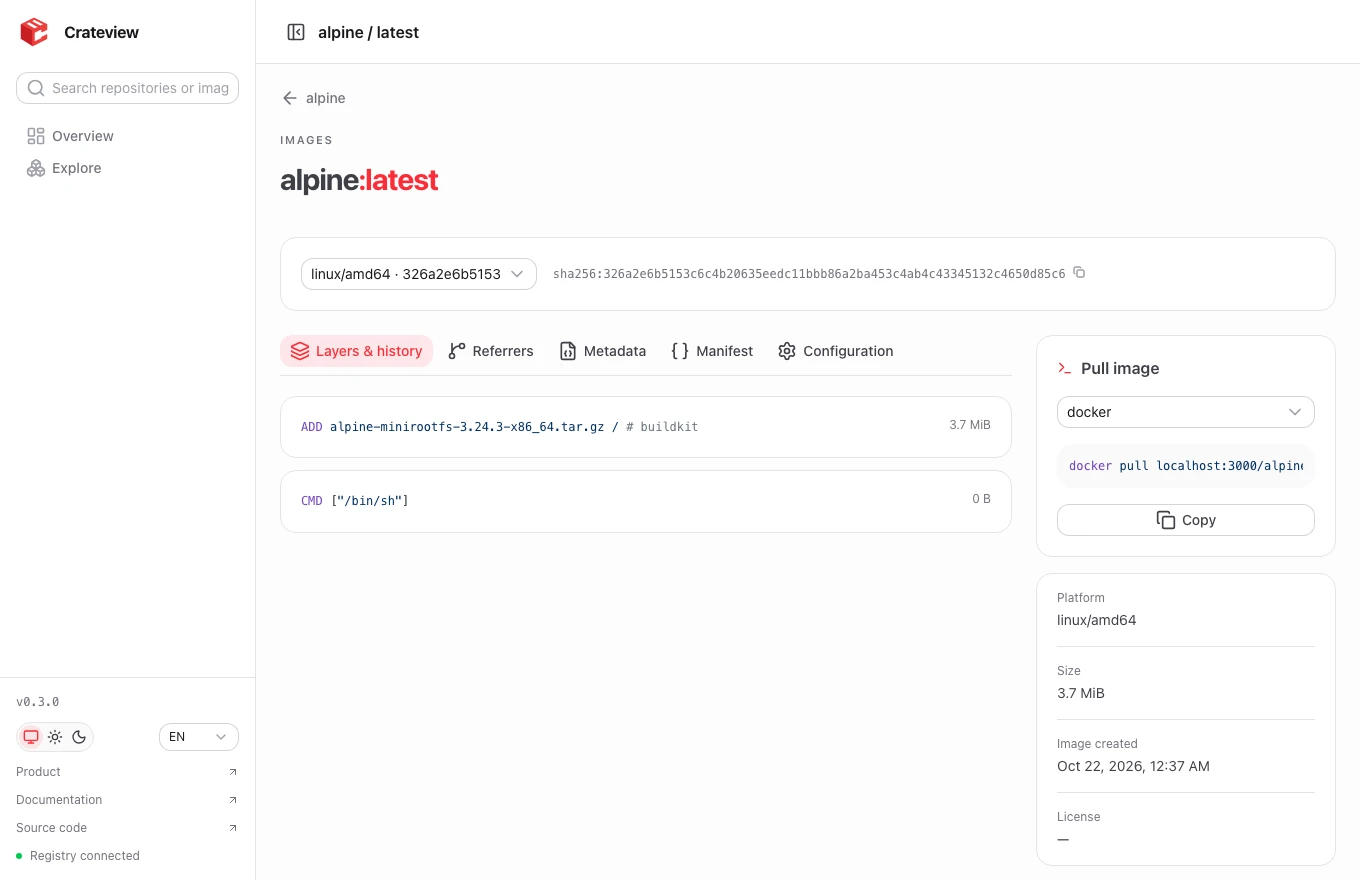 Crateview
Search repositories or imag
Overview
Explore
v0.3.0
EN
Product
Documentation
Source code
Registry connected
alpine / latest
alpine
IMAGES
alpine:latest
linux/amd64 · 326a2e6b5153
sha256:326a2e6b5153c6c4b20635eedc11bbb86a2ba453c4ab4c43345132c4650d85c6
Layers & history
Referrers
Metadata
Manifest
Configuration
ADD alpine-minirootfs-3.24.3-x86_64.tar.gz / # buildkit
3.7 MiB
CMD ["/bin/sh"]
0 B
Pull image
docker
docker pull localhost:3000/alpine
Copy
Platform
linux/amd64
Size
3.7 MiB
Image created
Oct 22, 2026, 12:37 AM
License
—